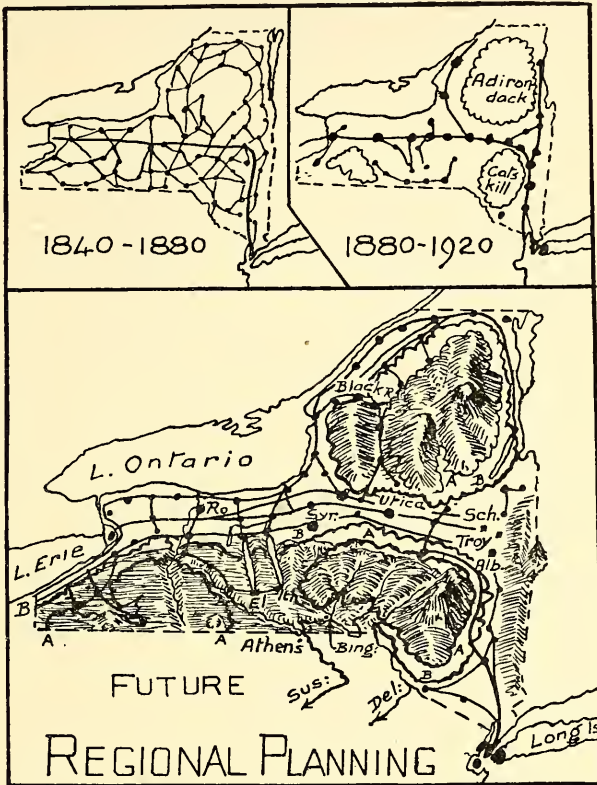 Adiron
dack
Cats
kill
1840-1880
1880-1920
Black R.
L. Ontario
A B
Utica
Sch.
Ro
Syr.
Troy
B
A
Alb.
L. Erie
B
El.
Ith.
A
A
A
Athens
Bing:
B
FUTURE
Sus:
Del:
Long Is
REGIONAL PLANNING